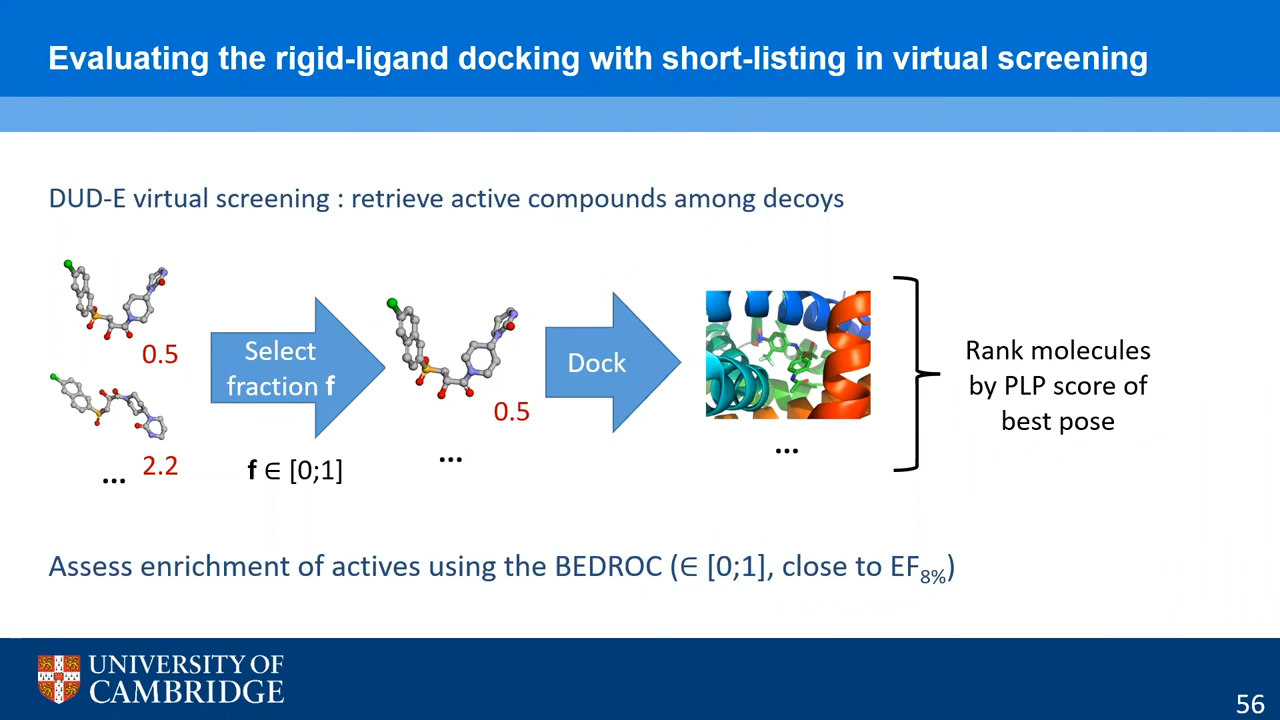 Evaluating the rigid-ligand docking with short-listing in virtual screening
DUD-E virtual screening : retrieve active compounds among decoys
0.5
2.2
...
Select
fraction f
f ∈ [0;1]
0.5
...
Dock
...
Rank molecules
by PLP score of
best pose
Assess enrichment of actives using the BEDROC (∈ [0;1], close to EF8%)
UNIVERSITY OF
CAMBRIDGE
56